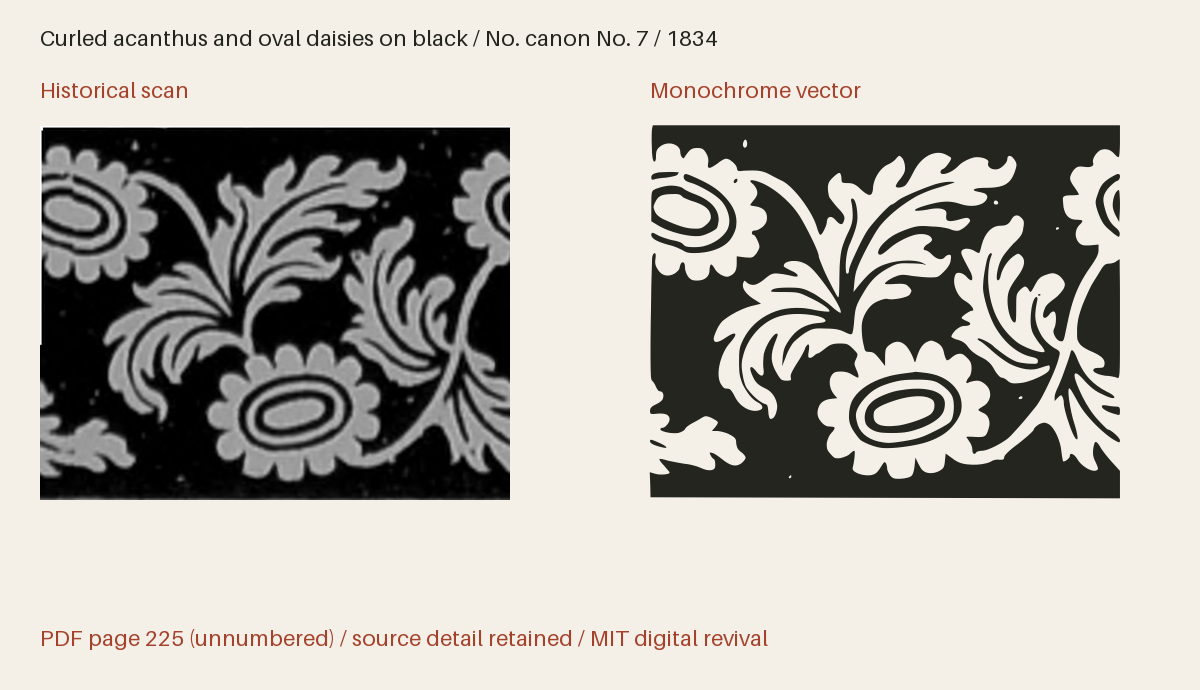 Curled acanthus and oval daisies on black / No. canon No. 7 / 1834
Historical scan
Monochrome vector
PDF page 225 (unnumbered) / source detail retained / MIT digital revival